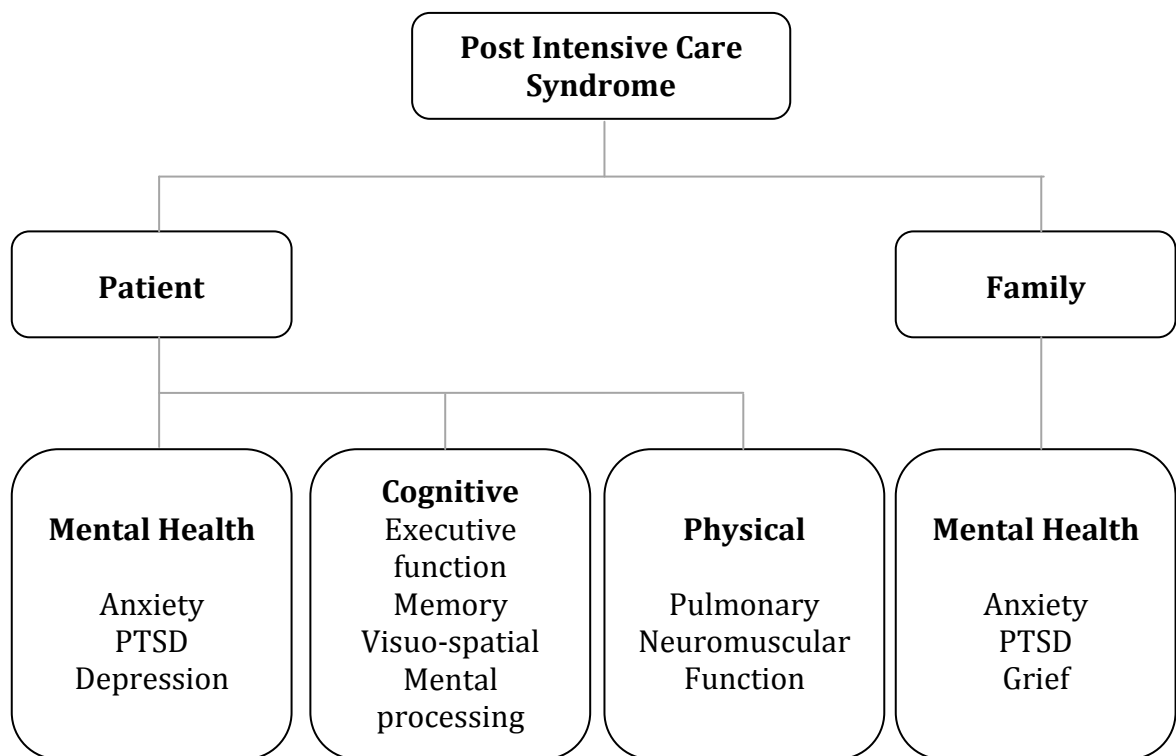 Post Intensive Care
Syndrome
Patient
Family
Mental Health
Anxiety
PTSD
Depression
Cognitive
Executive
function
Memory
Visuo-spatial
Mental
processing
Physical
Pulmonary
Neuromuscular
Function
Mental Health
Anxiety
PTSD
Grief